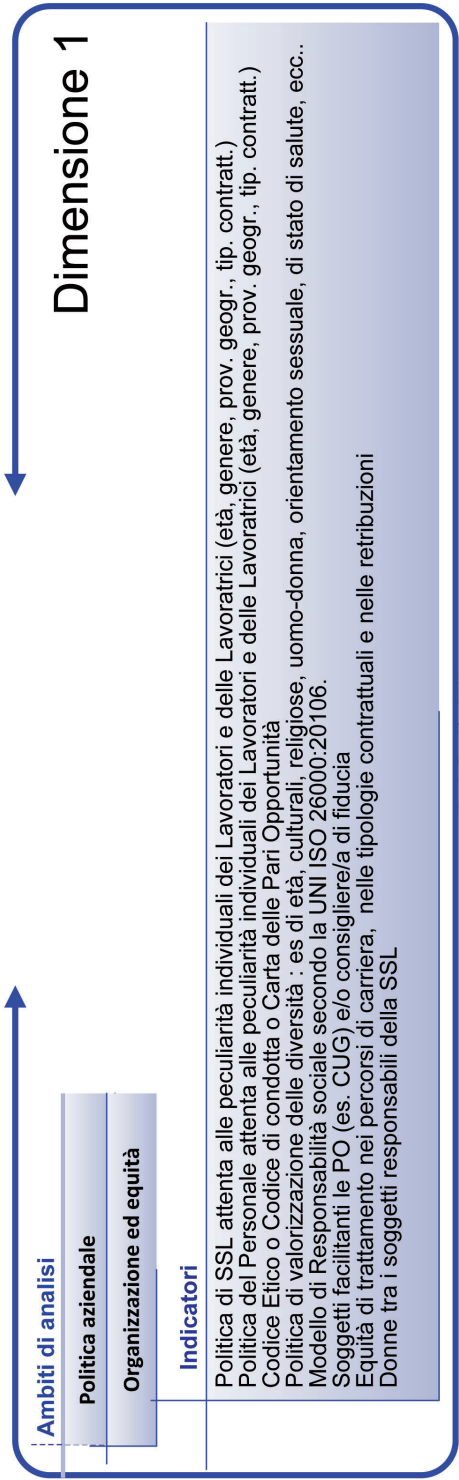 Dimensione 1
Ambiti di analisi
Politica aziendale
Organizzazione ed equità
Indicatori
Politica di SSL attenta alle peculiarità individuali dei Lavoratori e delle Lavoratrici (età, genere, prov. geogr., tip. contratt.)
Politica del Personale attenta alle peculiarità individuali dei Lavoratori e delle Lavoratrici (età, genere, prov. geogr., tip. contratt.)
Codice Etico o Codice di condotta o Carta delle Pari Opportunità
Politica di valorizzazione delle diversità : es di età, culturali, religiose, uomo-donna, orientamento sessuale, di stato di salute, ecc..
Modello di Responsabilità sociale secondo la UNI ISO 26000:20106.
Soggetti facilitanti le PO (es. CUG) e/o consigliere/a di fiducia
Equità di trattamento nei percorsi di carriera, nelle tipologie contrattuali e nelle retribuzioni
Donne tra i soggetti responsabili della SSL